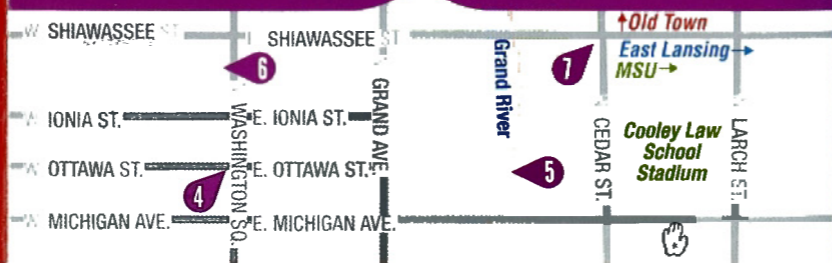 W SHIAWASSEE ST
E SHIAWASSEE ST
Old Town
East Lansing
MSU
6
7
Grand River
W IONIA ST.
E. IONIA ST.
GRAND AVE
WASHINGTON SQ.
CEDAR ST.
LARCH ST.
Cooley Law
School
Stadium
W OTTAWA ST.
E. OTTAWA ST.
4
5
W MICHIGAN AVE.
E. MICHIGAN AVE.